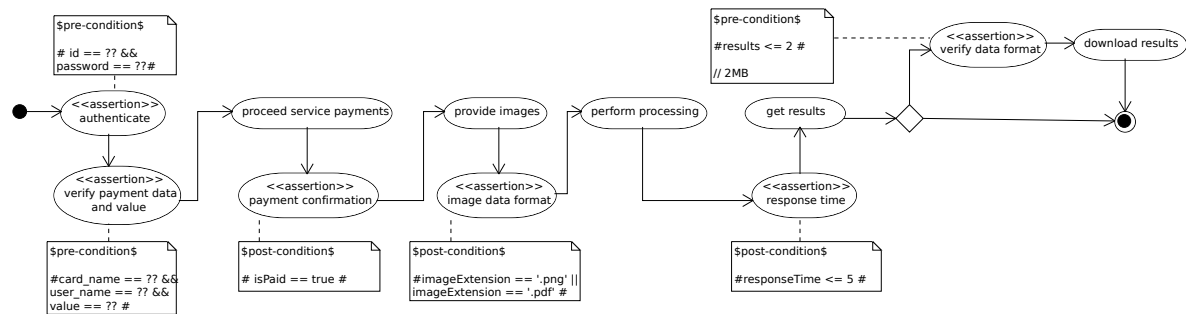 $pre-condition$
# id == ?? &&
password == ??#
<<assertion>>
authenticate
<<assertion>>
verify payment data
and value
$pre-condition$
#card_name == ?? &&
user_name == ?? &&
value == ?? #
proceed service payments
<<assertion>>
payment confirmation
$post-condition$
# isPaid == true #
provide images
<<assertion>>
image data format
$post-condition$
#imageExtension == '.png' ||
imageExtension == '.pdf' #
perform processing
<<assertion>>
response time
$post-condition$
#responseTime <= 5 #
get results
$pre-condition$
#results <= 2 #
// 2MB
<<assertion>>
verify data format
download results